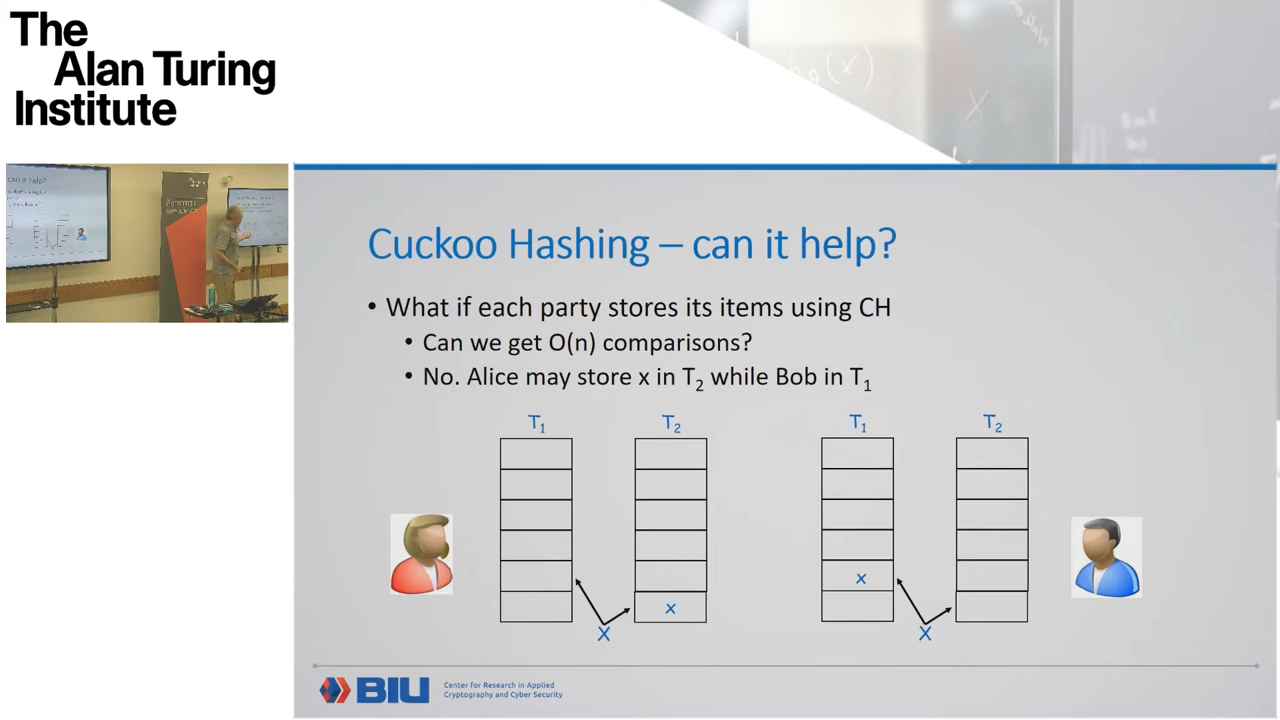 The
Alan Turing
Institute
Cuckoo Hashing – can it help?
• What if each party stores its items using CH
• Can we get O(n) comparisons?
• No. Alice may store x in T₂ while Bob in T₁
T₁ T₂ T₁ T₂
x
x
X X
BIU
Center for Research in Applied
Cryptography and Cyber Security